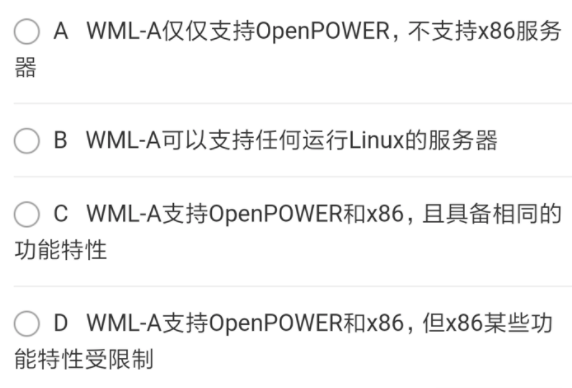 A WML-A仅仅支持OpenPOWER，不支持x86服务
器
B WML-A可以支持任何运行Linux的服务器
C WML-A支持OpenPOWER和x86，且具备相同的
功能特性
D WML-A支持OpenPOWER和x86，但x86某些功
能特性受限制